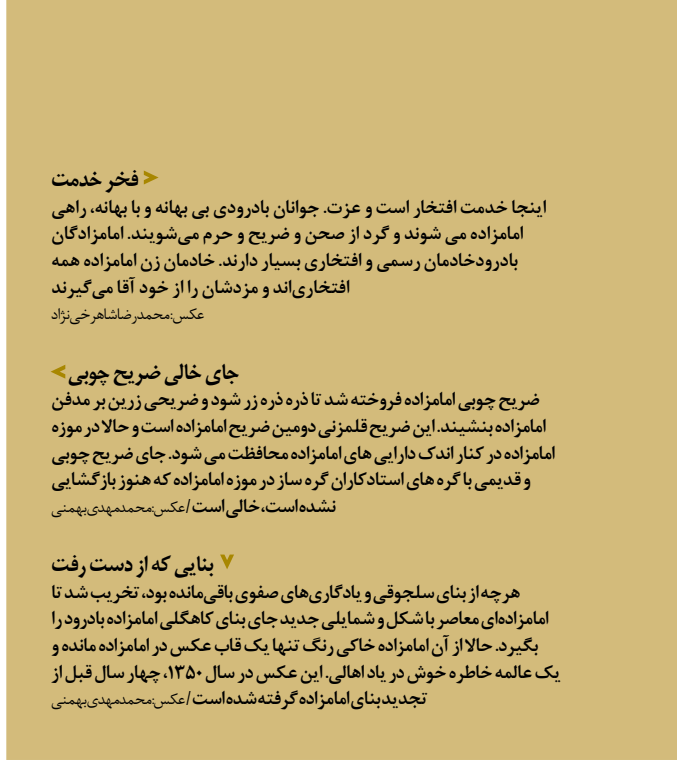 < فخر خدمت
اینجا خدمت افتخار است و عزت. جوانان بادرودی بی بهانه و با بهانه، راهی
امامزاده می شوند و گرد از صحن و ضریح و حرم می‌شویند. امامزادگان
بادرودخادمان رسمی و افتخاری بسیار دارند. خادمان زن امامزاده همه
افتخاری‌اند و مزدشان را از خود آقا می‌گیرند
عکس:محمدرضاشاهرخی‌نژاد
جای خالی ضریح چوبی >
ضریح چوبی امامزاده فروخته شد تا ذره ذره زر شود و ضریحی زرین بر مدفن
امامزاده بنشیند. این ضریح قلمزنی دومین ضریح امامزاده است و حالا در موزه
امامزاده در کنار اندک دارایی های امامزاده محافظت می شود. جای ضریح چوبی
و قدیمی با گره های استادکاران گره ساز در موزه امامزاده که هنوز بازگشایی
نشده‌است، خالی است/عکس:محمدمهدی‌بهمنی
۷ بنایی که از دست رفت
هرچه از بنای سلجوقی و یادگاری‌های صفوی باقی‌مانده بود، تخریب شد تا
امامزاده‌ای معاصر با شکل و شمایلی جدید جای بنای کاهگلی امامزاده بادرود را
بگیرد. حالا از آن امامزاده خاکی رنگ تنها یک قاب عکس در امامزاده مانده و
یک عالمه خاطره خوش در یاد اهالی. این عکس در سال ۱۳۵۰، چهار سال قبل از
تجدیدبنای امامزاده گرفته‌شده‌است/عکس:محمدمهدی‌بهمنی